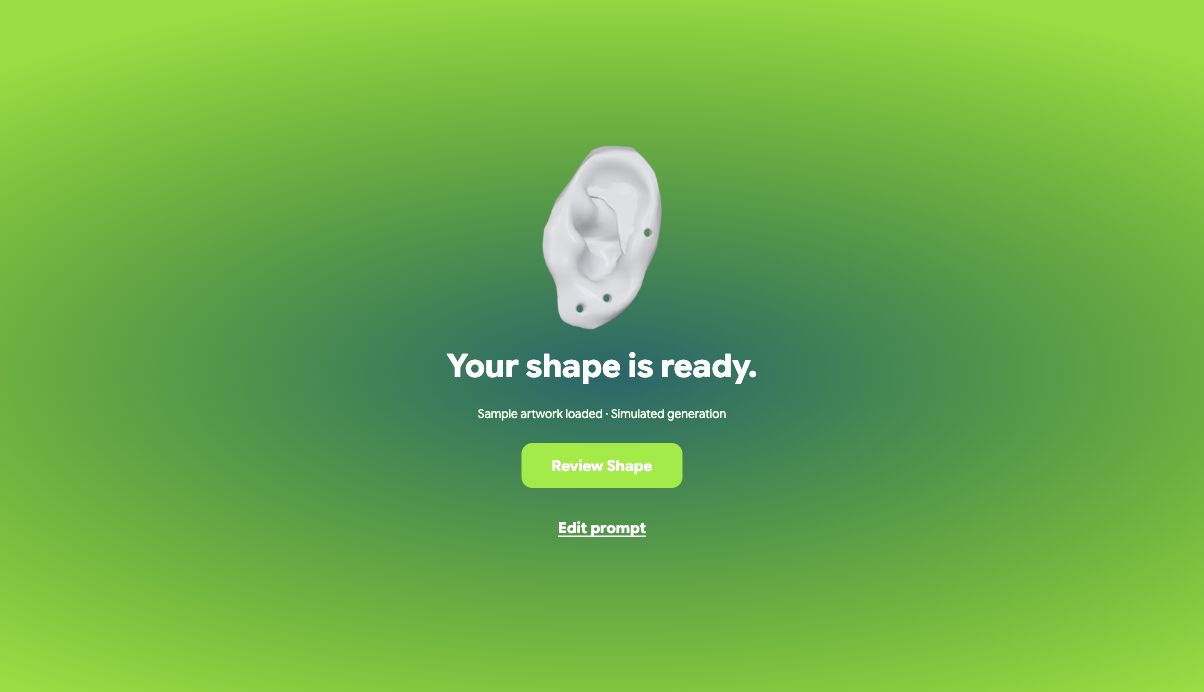 Your shape is ready.
Sample artwork loaded · Simulated generation
Review Shape
Edit prompt